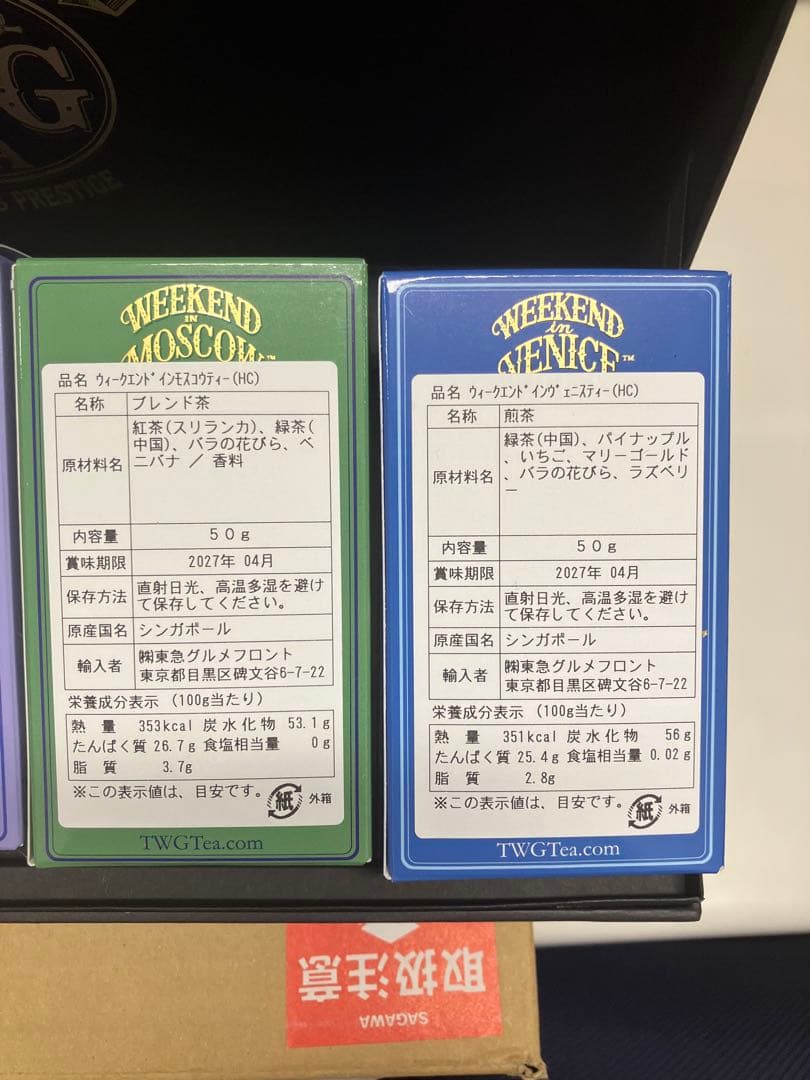 G
PRESTIGE
WEEKEND
IN
MOSCOW™
品名 ウィークエンドインモスコウティー(HC)
名称 ブレンド茶
原材料名 紅茶(スリランカ)、緑茶(
中国)、バラの花びら、ベ
ニバナ ／ 香料
内容量 50g
賞味期限 2027年 04月
保存方法 直射日光、高温多湿を避け
て保存してください。
原産国名 シンガポール
輸入者 ㈱東急グルメフロント
東京都目黒区碑文谷6-7-22
栄養成分表示 (100g当たり)
熱量 353kcal 炭水化物 53.1g
たんぱく質 26.7g 食塩相当量 0g
脂質 3.7g
※この表示値は、目安です。
紙 外箱
TWGTea.com
WEEKEND
in
VENICE™
品名 ウィークエンドインヴェニスティー(HC)
名称 煎茶
原材料名 緑茶(中国)、パイナップル
、いちご、マリーゴールド
、バラの花びら、ラズベリ
ー
内容量 50g
賞味期限 2027年 04月
保存方法 直射日光、高温多湿を避け
て保存してください。
原産国名 シンガポール
輸入者 ㈱東急グルメフロント
東京都目黒区碑文谷6-7-22
栄養成分表示 (100g当たり)
熱量 351kcal 炭水化物 56g
たんぱく質 25.4g 食塩相当量 0.02g
脂質 2.8g
※この表示値は、目安です。
紙 外箱
TWGTea.com
取扱注意
SAGAWA